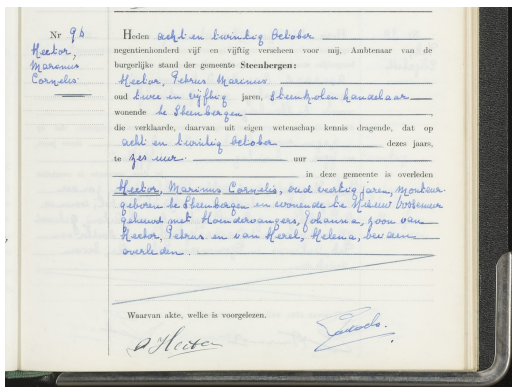 Nr 96
Hector,
Marinus
Cornelis
Heden acht en twintig October
negentienhonderd vijf en vijftig verscheen voor mij, Ambtenaar van de
burgerlijke stand der gemeente Steenbergen:
Hector, Petrus Marinus
oud twee en vijftig jaren, steenkolenhandelaar
wonende te Steenbergen
die verklaarde, daarvan uit eigen wetenschap kennis dragende, dat op
acht en twintig October dezes jaars,
te zes uur uur
in deze gemeente is overleden
Hector, Marinus Cornelis, oud veertig jaren, monteur
geboren te Steenbergen en wonende te Nieuw Vossemeer
gehuwd met Hondervangers, Johanna, zoon van
Hector, Petrus en van Herel, Helena, beiden
overleden.
Waarvan akte, welke is voorgelezen.
Hector